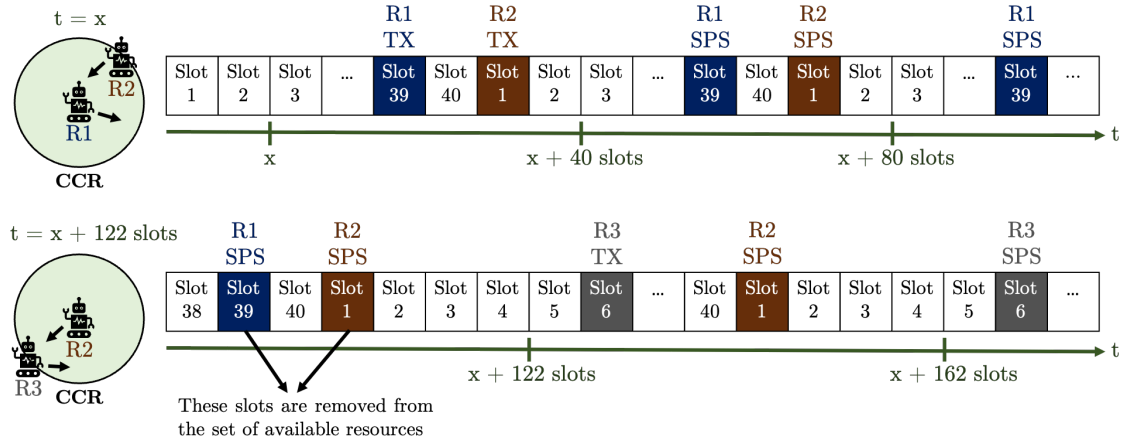 t = x
R2
R1
CCR
R1 R2 R1 R2 R1
TX TX SPS SPS SPS
Slot Slot Slot ... Slot Slot Slot Slot Slot ... Slot Slot Slot Slot Slot ... Slot ...
1 2 3 39 40 1 2 3 39 40 1 2 3 39
t
x x + 40 slots x + 80 slots
t = x + 122 slots
R2
R3
CCR
R1 R2 R3 R2 R3
SPS SPS TX SPS SPS
Slot Slot Slot Slot Slot Slot Slot Slot Slot ... Slot Slot Slot Slot Slot Slot Slot ...
38 39 40 1 2 3 4 5 6 40 1 2 3 4 5 6
t
x + 122 slots x + 162 slots
These slots are removed from
the set of available resources